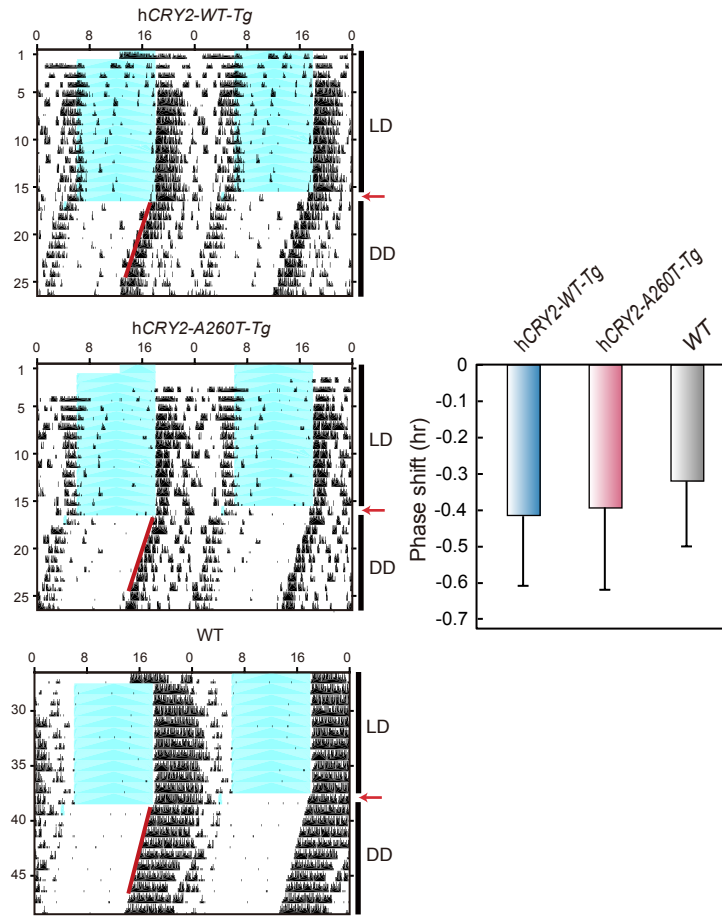 hCRY2-WT-Tg
0 8 16 0 8 16 0
1
5
10
15
20
25
LD
DD
hCRY2-A260T-Tg
0 8 16 0 8 16 0
1
5
10
15
20
25
LD
DD
WT
0 8 16 0 8 16 0
30
35
40
45
LD
DD
hCRY2-WT-Tg
hCRY2-A260T-Tg
WT
Phase shift (hr)
0
-0.1
-0.2
-0.3
-0.4
-0.5
-0.6
-0.7